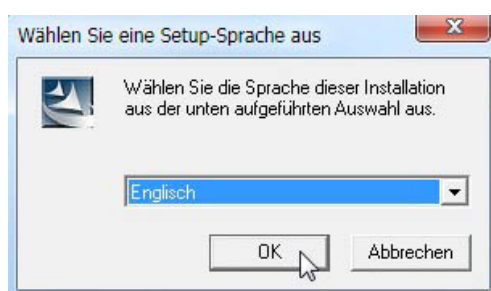 Wählen Sie eine Setup-Sprache aus
Wählen Sie die Sprache dieser Installation
aus der unten aufgeführten Auswahl aus.
Englisch
OK
Abbrechen